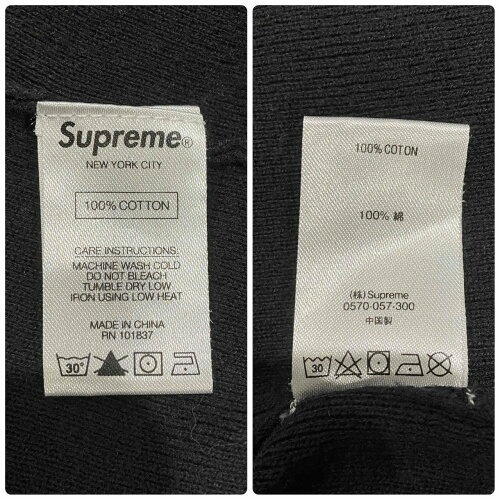 Supreme®
NEW YORK CITY
100% COTTON
CARE INSTRUCTIONS:
MACHINE WASH COLD
DO NOT BLEACH
TUMBLE DRY LOW
IRON USING LOW HEAT
MADE IN CHINA
RN 101837
30°
100% COTON
100% 綿
(株) Supreme
0570-057-300
中国製
30